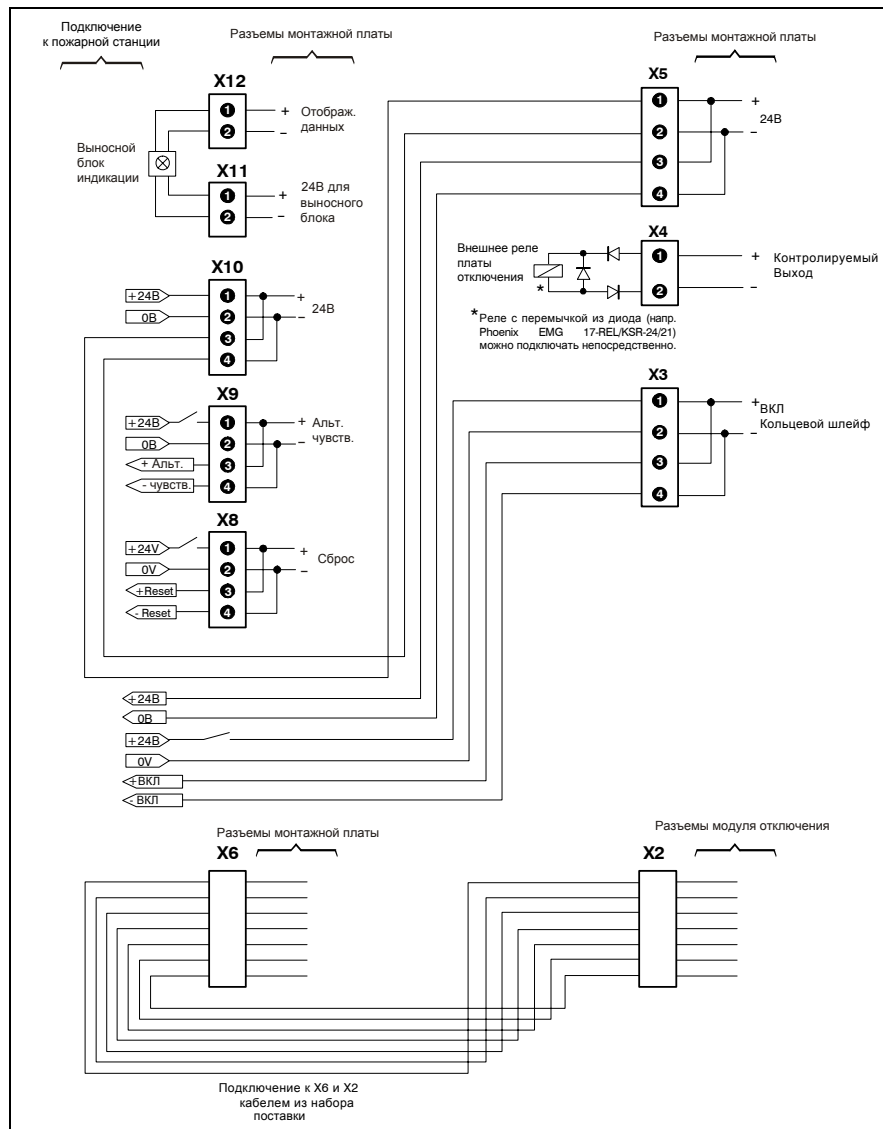 Подключение
к пожарной станции
Разъемы монтажной платы
Разъемы монтажной платы
X12
1
2
+
−
Отображ.
данных
Выносной
блок
индикации
X11
1
2
+
−
24В для
выносного
блока
X10
+24В
0В
1
2
3
4
+
−
24В
X9
+24В
0В
+ Альт.
- чувств.
1
2
3
4
+
−
Альт.
чувств.
X8
+24V
0V
+Reset
- Reset
1
2
3
4
+
−
Сброс
X5
1
2
3
4
+
−
24В
X4
Внешнее реле
платы
отключения
*
1
2
+
−
Контролируемый
Выход
*Реле с перемычкой из диода (напр.
Phoenix EMG 17-REL/KSR-24/21)
можно подключать непосредственно.
X3
1
2
3
4
+
−
ВКЛ
Кольцевой шлейф
+24В
0В
+24В
0V
+ВКЛ
- ВКЛ
Разъемы монтажной платы
X6
Разъемы модуля отключения
X2
Подключение к X6 и X2
кабелем из набора
поставки